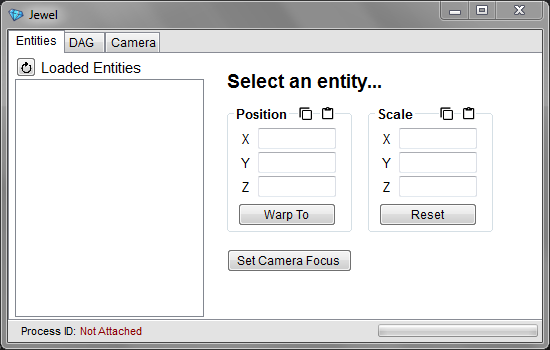 Jewel
Entities DAG Camera
Loaded Entities
Select an entity...
Position Scale
X X
Y Y
Z Z
Warp To Reset
Set Camera Focus
Process ID: Not Attached